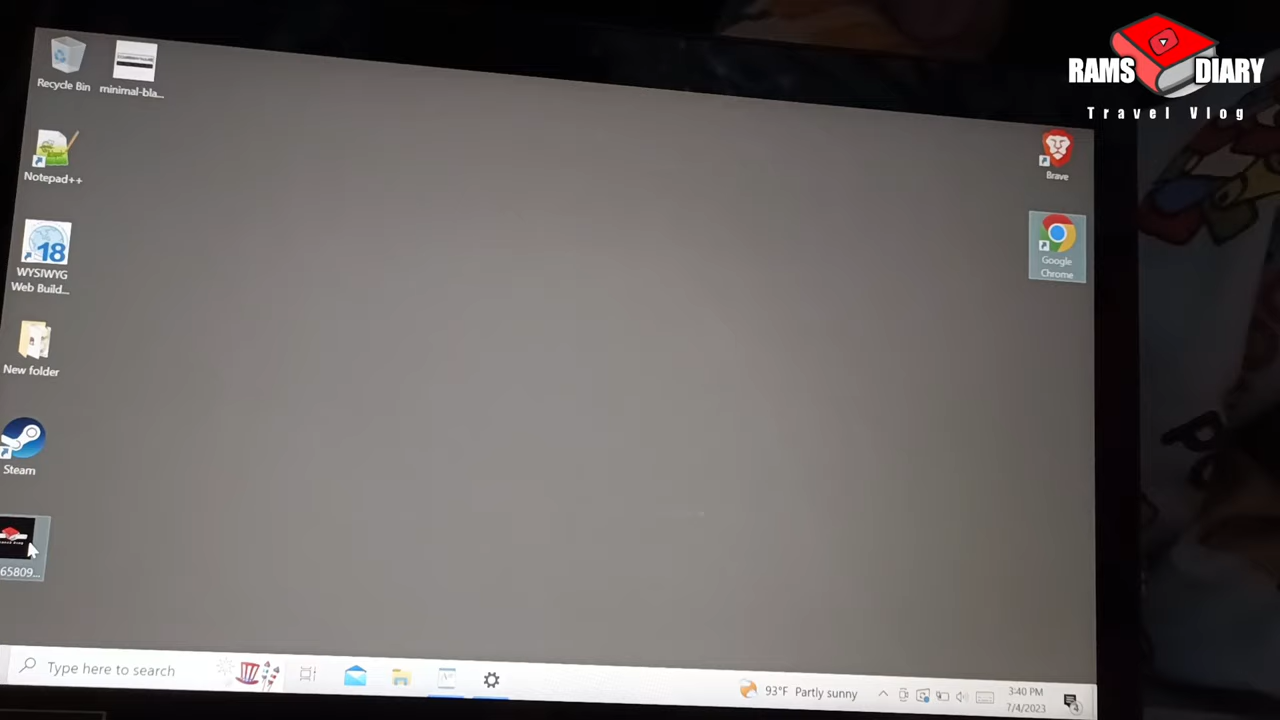 RAMS DIARY
Travel Vlog
Recycle Bin
minimal-bla...
Brave
Notepad++
Google
Chrome
18
WYSIWYG
Web Build...
New folder
Steam
65809...
Type here to search
93°F Partly sunny
3:40 PM
7/4/2023